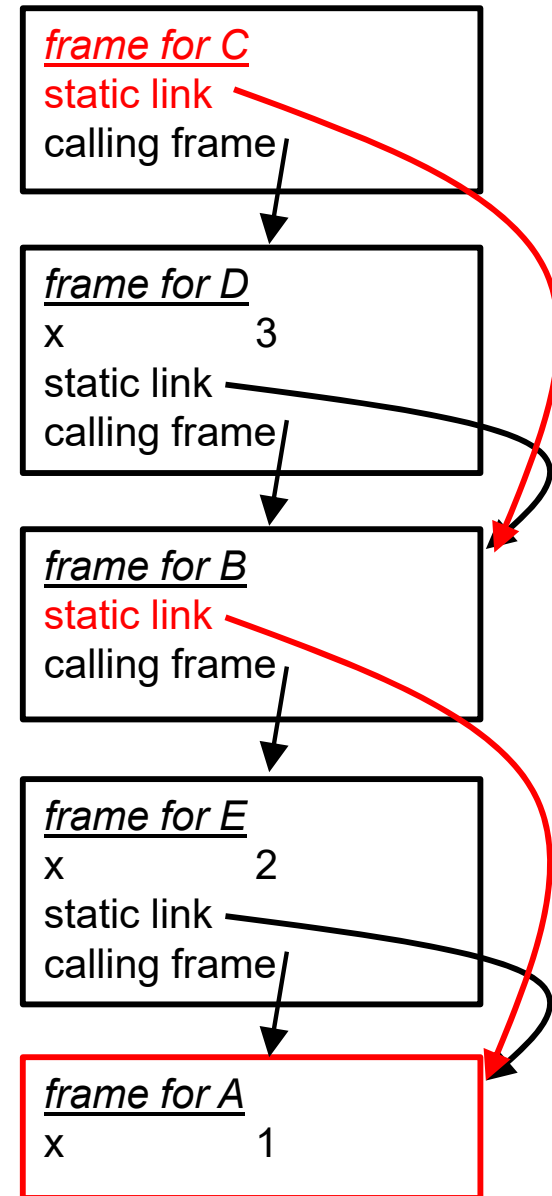 frame for C
static link
calling frame
frame for D
x 3
static link
calling frame
frame for B
static link
calling frame
frame for E
x 2
static link
calling frame
frame for A
x 1